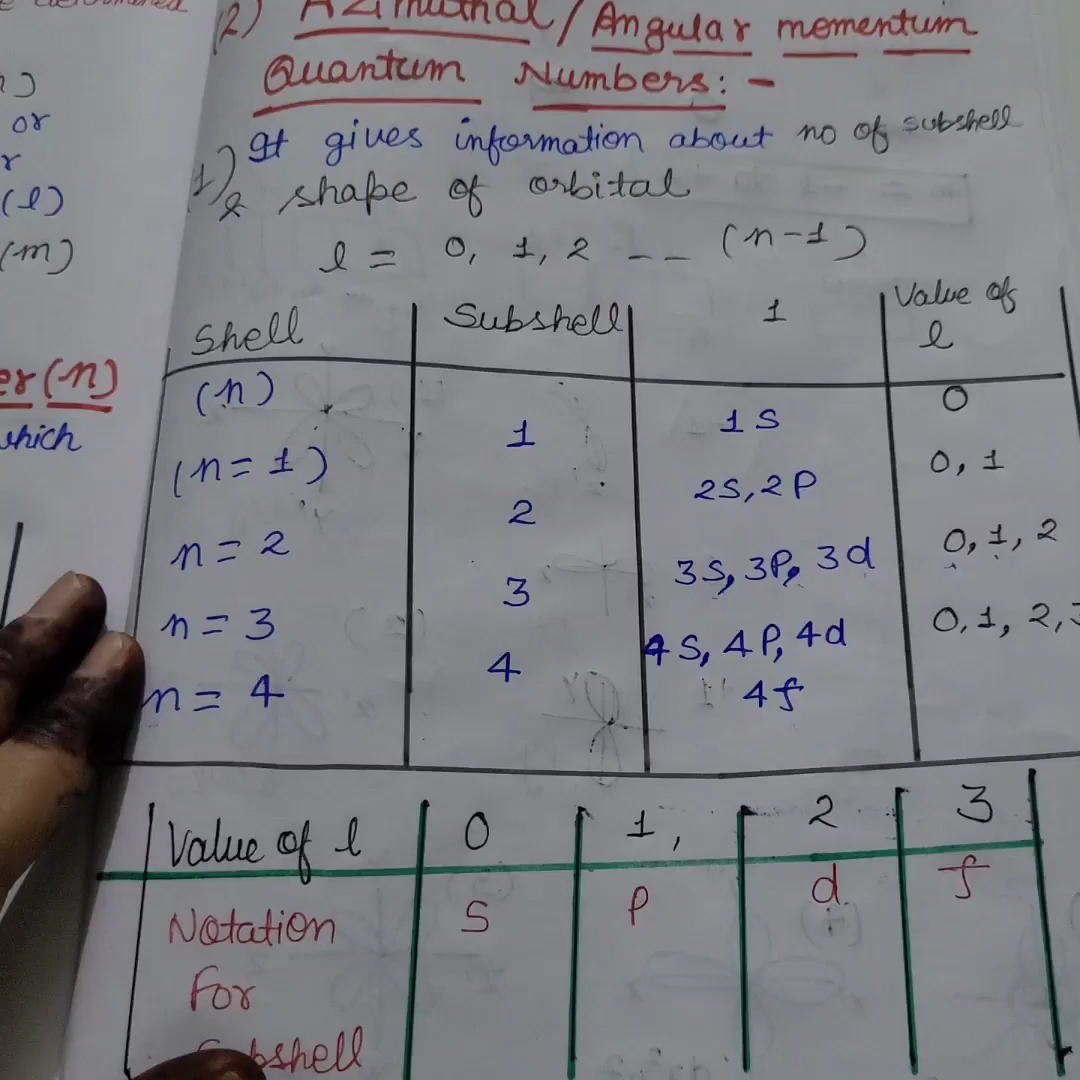 (2) Azimuthal/Angular momentum
Quantum Numbers: -
1) It gives information about no of subshell
& shape of orbital
l = 0, 1, 2 -- (n-1)
Shell Subshell 1 Value of l
(n)
(n=1) 1 1s 0
n = 2 2 2s, 2p 0, 1
n = 3 3 3s, 3p, 3d 0, 1, 2
n = 4 4 4s, 4p, 4d 0, 1, 2, 3
4f
Value of l 0 1, 2 3
Notation s p d f
For
Subshell
or
r
(l)
(m)
er (n)
which